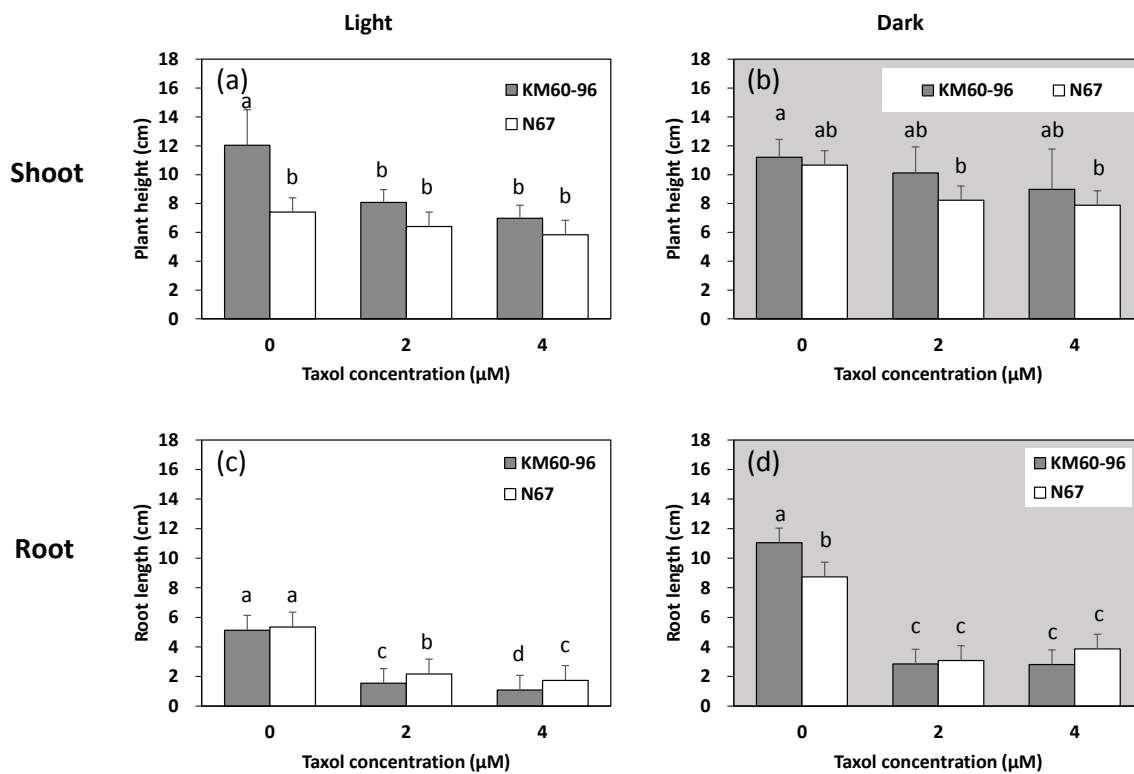 Light
Dark
Shoot
Root
(a)
Plant height (cm)
18
16
14
12
10
8
6
4
2
0
KM60-96
N67
a
b
b
b
b
b
0
2
4
Taxol concentration (µM)
(b)
Plant height (cm)
18
16
14
12
10
8
6
4
2
0
KM60-96
N67
a
ab
ab
b
ab
b
0
2
4
Taxol concentration (µM)
(c)
Root length (cm)
18
16
14
12
10
8
6
4
2
0
KM60-96
N67
a
a
c
b
d
c
0
2
4
Taxol concentration (µM)
(d)
Root length (cm)
18
16
14
12
10
8
6
4
2
0
KM60-96
N67
a
b
c
c
c
c
0
2
4
Taxol concentration (µM)